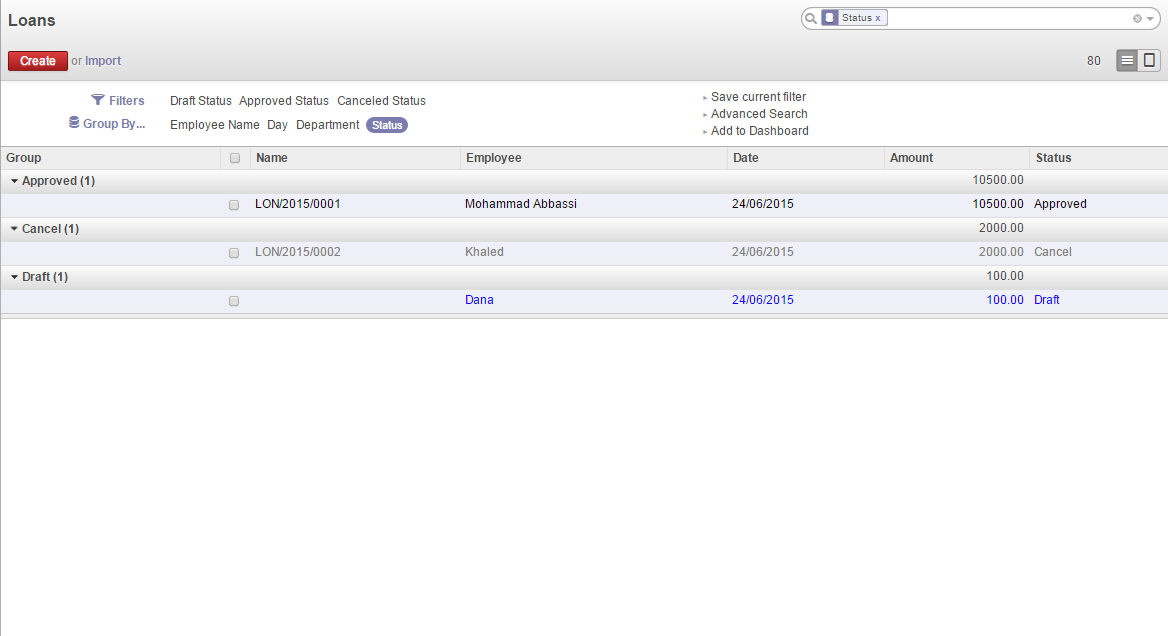 Loans
Status x
Create or Import
80
Filters Draft Status Approved Status Canceled Status
Group By... Employee Name Day Department Status
Save current filter
Advanced Search
Add to Dashboard
Group Name Employee Date Amount Status
Approved (1) 10500.00
LON/2015/0001 Mohammad Abbassi 24/06/2015 10500.00 Approved
Cancel (1) 2000.00
LON/2015/0002 Khaled 24/06/2015 2000.00 Cancel
Draft (1) 100.00
Dana 24/06/2015 100.00 Draft